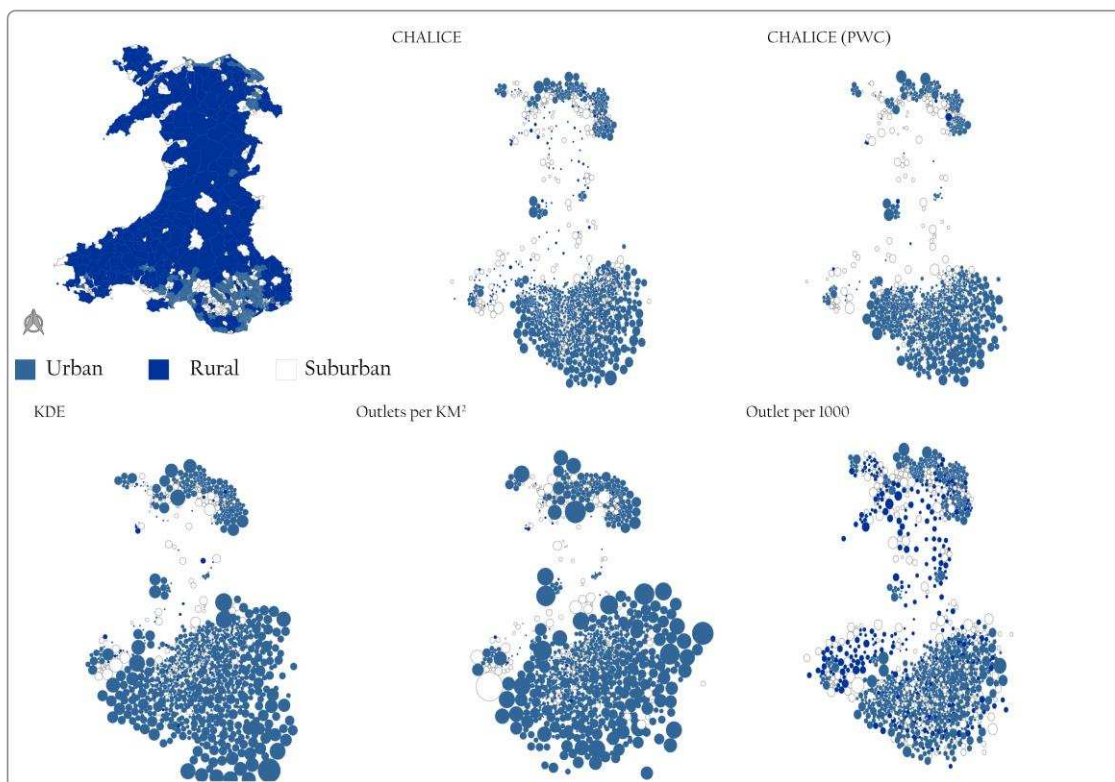 CHALICE
CHALICE (PWC)
Urban
Rural
Suburban
KDE
Outlets per KM²
Outlet per 1000